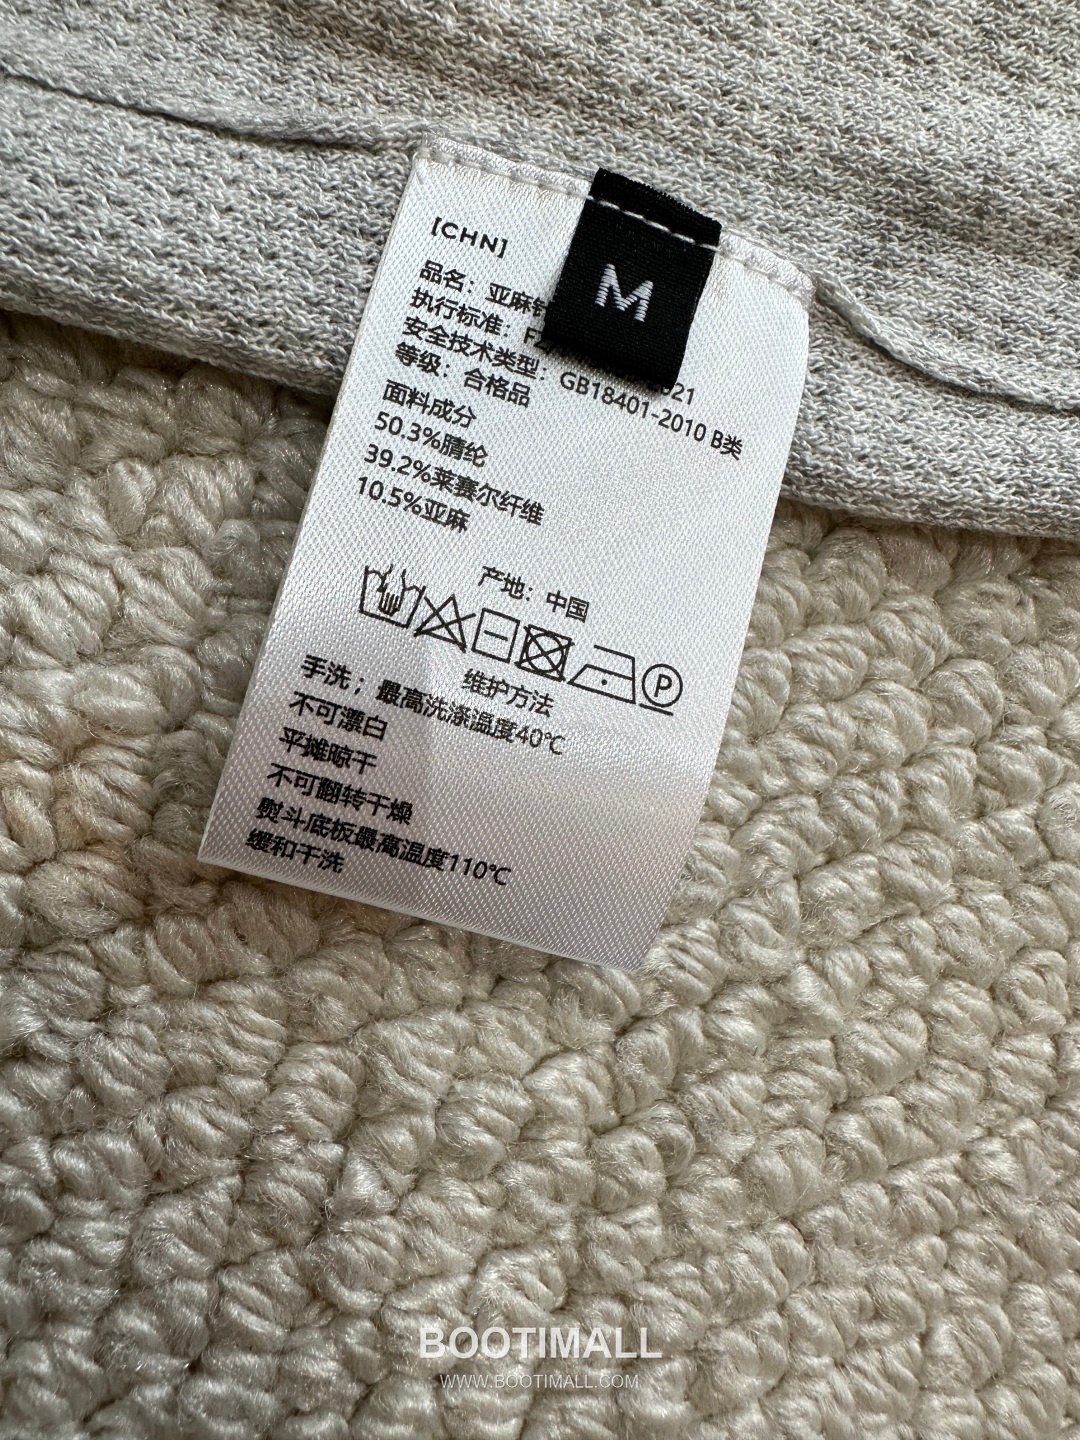 [CHN]
M
品名：亚麻
执行标准：FZ 2021
安全技术类型：GB18401-2010 B类
等级：合格品
面料成分
50.3%腈纶
39.2%莱赛尔纤维
10.5%亚麻
产地：中国
P
维护方法
手洗；最高洗涤温度40℃
不可漂白
平摊晾干
不可翻转干燥
熨斗底板最高温度110℃
缓和干洗
BOOTIMALL
WWW.BOOTIMALL.COM